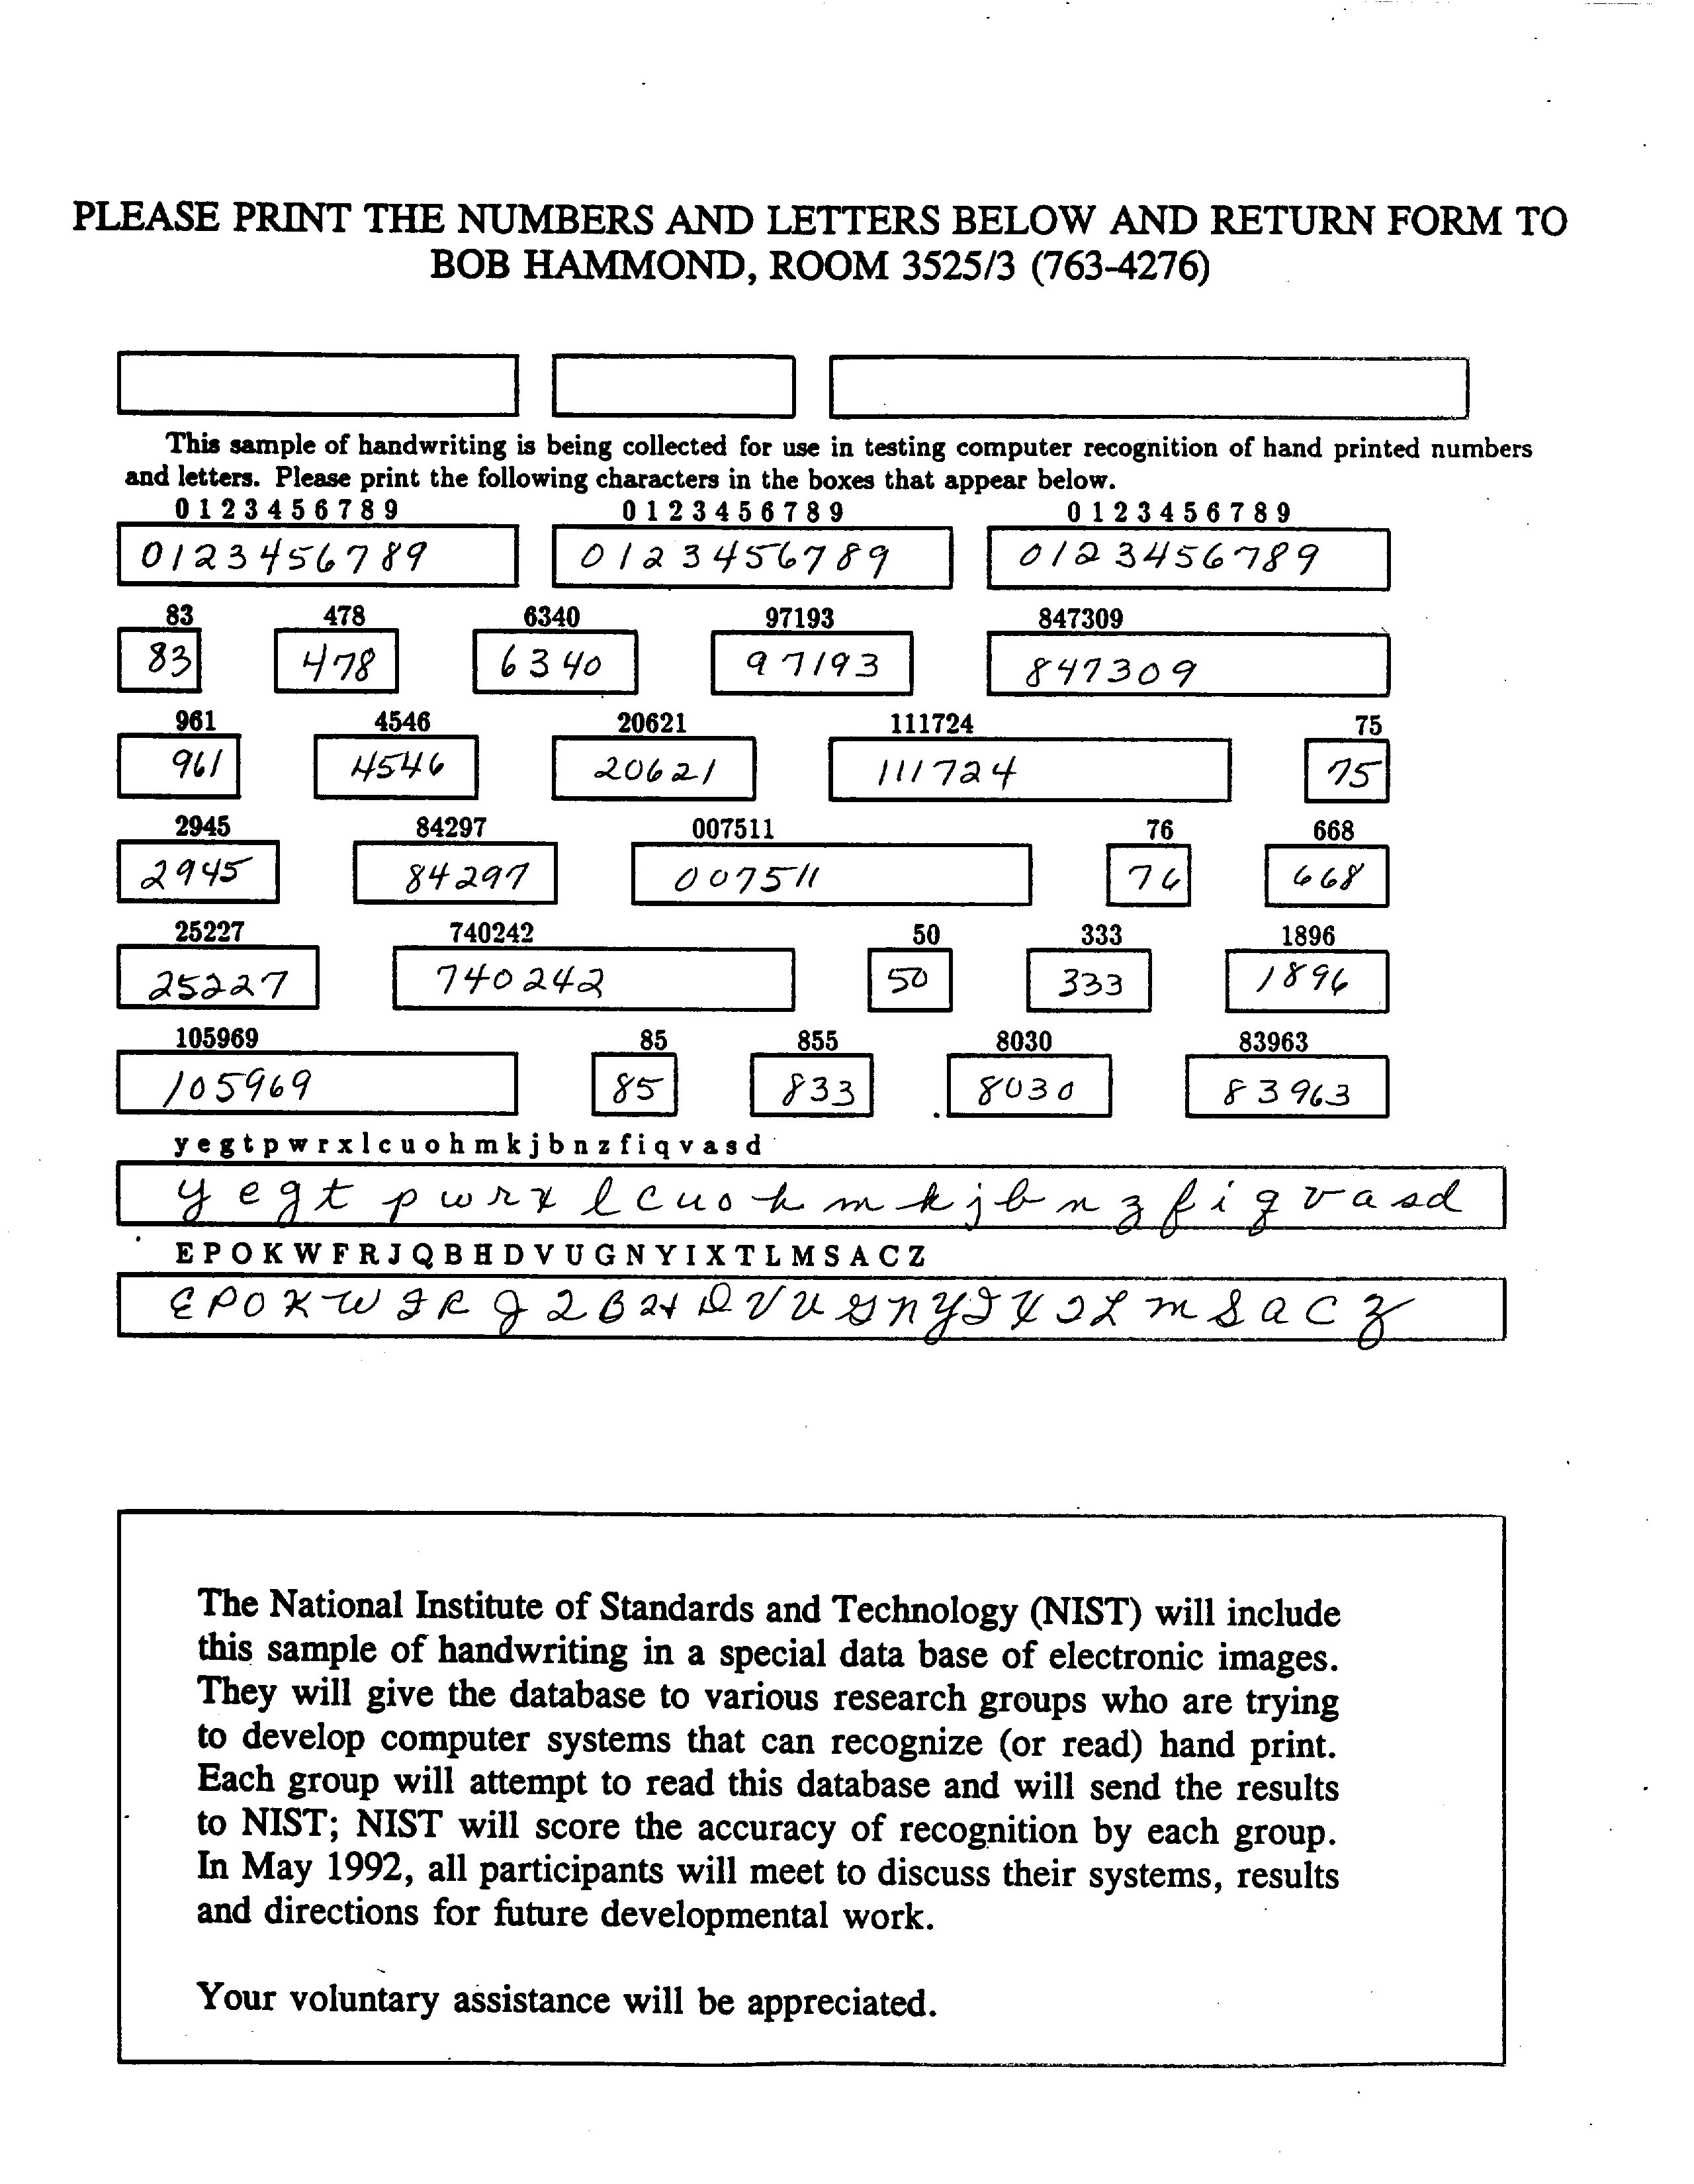 PLEASE PRINT THE NUMBERS AND LETTERS BELOW AND RETURN FORM TO
BOB HAMMOND, ROOM 3525/3 (763-4276)
This sample of handwriting is being collected for use in testing computer recognition of hand printed numbers
and letters. Please print the following characters in the boxes that appear below.
0 1 2 3 4 5 6 7 8 9 0 1 2 3 4 5 6 7 8 9 0 1 2 3 4 5 6 7 8 9
0123456789 0123456789 0123456789
83 478 6340 97193 847309
83 478 6340 97193 847309
961 4546 20621 111724 75
961 4546 20621 111724 75
2945 84297 007511 76 668
2945 84297 007511 76 668
25227 740242 50 333 1896
25227 740242 50 333 1896
105969 85 855 8030 83963
105969 85 833 8030 83963
y e g t p w r x l c u o h m k j b n z f i q v a s d
y e g t p w r x l c u o h m k j b n z f i q v a s d
E P O K W F R J Q B H D V U G N Y I X T L M S A C Z
E P O K W F R J Q B H D V U G N Y I X T L M S A C Z
The National Institute of Standards and Technology (NIST) will include
this sample of handwriting in a special data base of electronic images.
They will give the database to various research groups who are trying
to develop computer systems that can recognize (or read) hand print.
Each group will attempt to read this database and will send the results
to NIST; NIST will score the accuracy of recognition by each group.
In May 1992, all participants will meet to discuss their systems, results
and directions for future developmental work.
Your voluntary assistance will be appreciated.